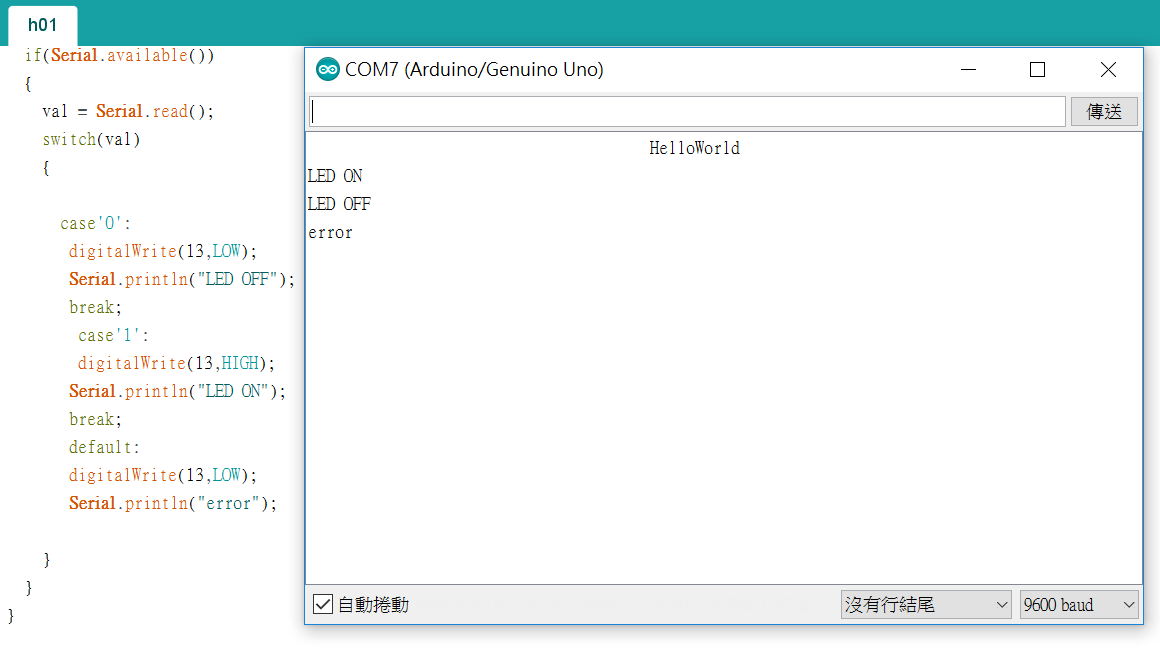 h01
if(Serial.available())
{
val = Serial.read();
switch(val)
{
case'0':
digitalWrite(13,LOW);
Serial.println("LED OFF");
break;
case'1':
digitalWrite(13,HIGH);
Serial.println("LED ON");
break;
default:
digitalWrite(13,LOW);
Serial.println("error");
}
}
}
COM7 (Arduino/Genuino Uno)
傳送
HelloWorld
LED ON
LED OFF
error
自動捲動
沒有行結尾
9600 baud